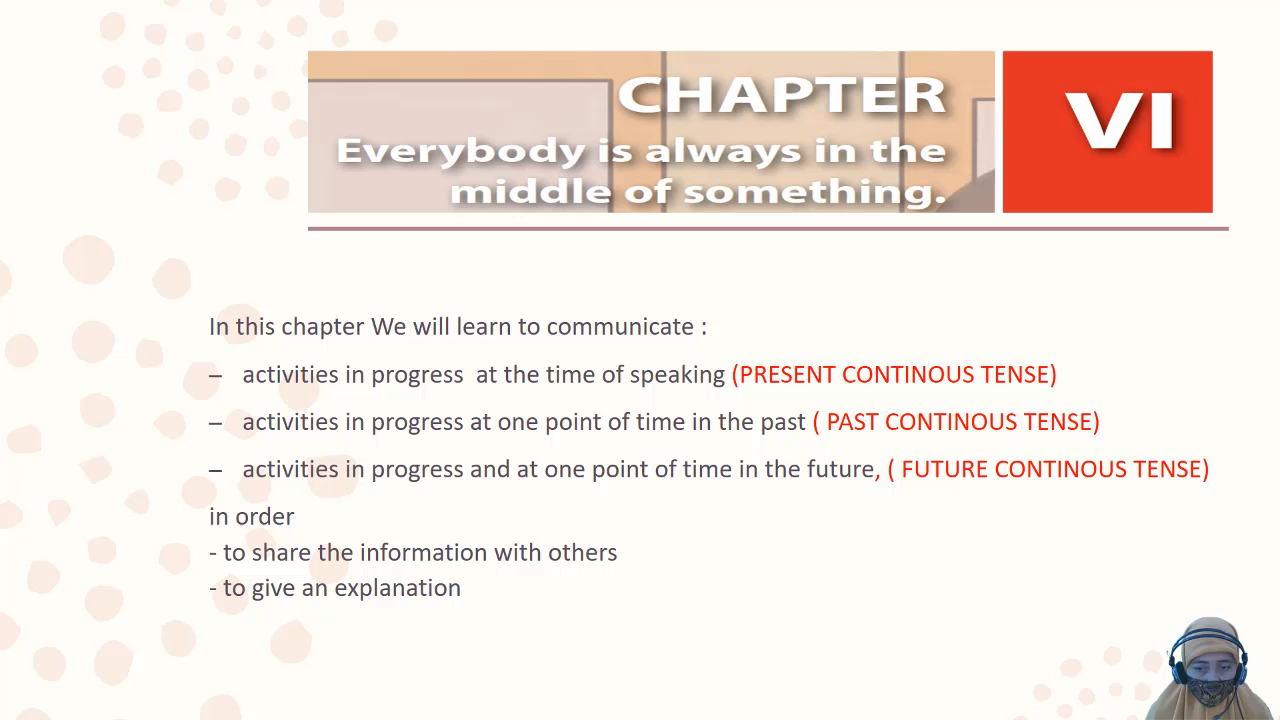 CHAPTER
VI
Everybody is always in the
middle of something.
In this chapter We will learn to communicate :
– activities in progress  at the time of speaking (PRESENT CONTINOUS TENSE)
– activities in progress at one point of time in the past ( PAST CONTINOUS TENSE)
– activities in progress and at one point of time in the future, ( FUTURE CONTINOUS TENSE)
in order
- to share the information with others
- to give an explanation